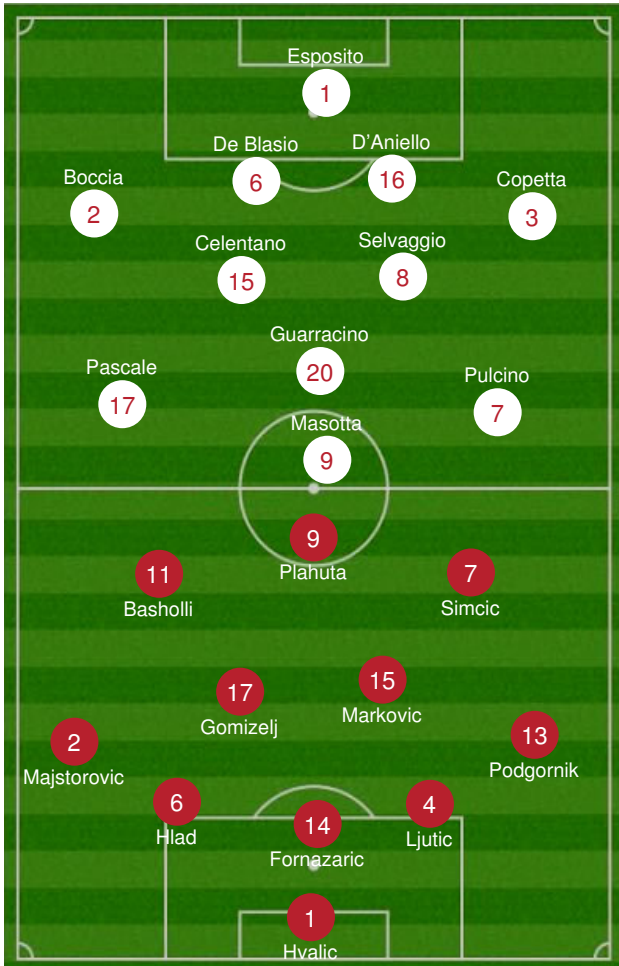 Esposito
1
De Blasio
D'Aniello
6
16
Boccia
Copetta
2
3
Celentano
Selvaggio
15
8
Guarracino
20
Pascale
Pulcino
17
7
Masotta
9
9
Plahuta
11
7
Basholli
Simcic
15
Markovic
17
Gomizelj
2
13
Majstorovic
Podgornik
6
4
Hlad
Ljutic
14
Fornazaric
1
Hvalic